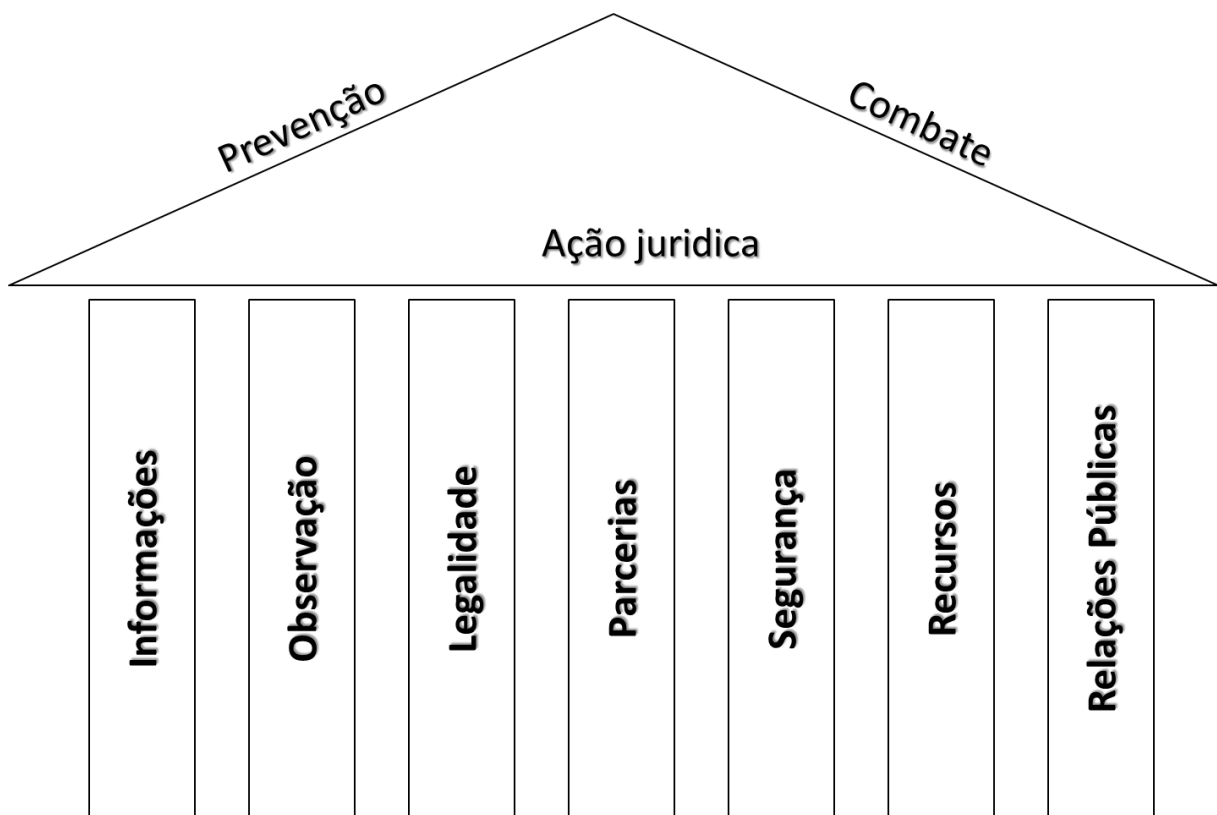 Prevenção
Combate
Ação juridica
Informações
Observação
Legalidade
Parcerias
Segurança
Recursos
Relações Públicas